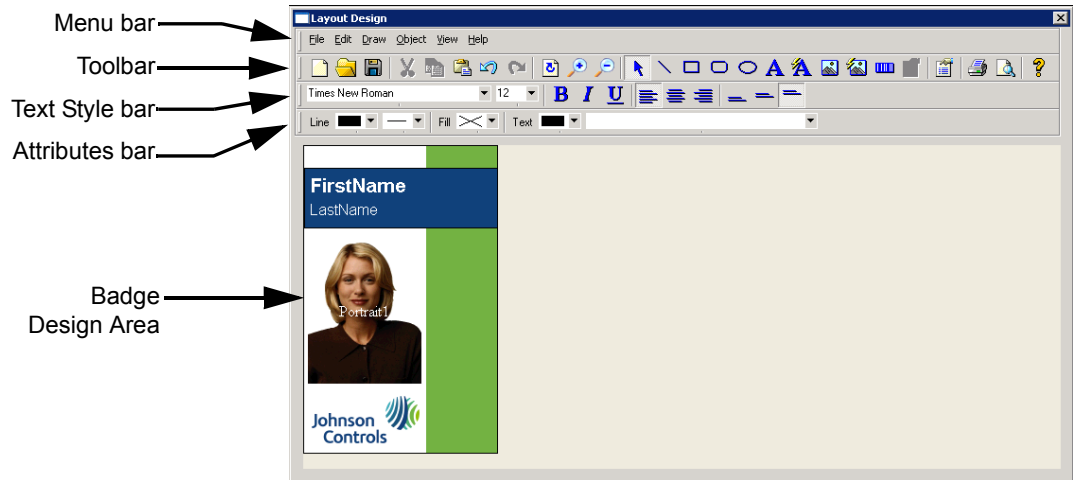 Layout Design
Menu bar
File Edit Draw Object View Help
Toolbar
Text Style bar
Times New Roman 12 B I U
Attributes bar
Line Fill Text
FirstName
LastName
Portrait1
Badge
Design Area
Johnson
Controls